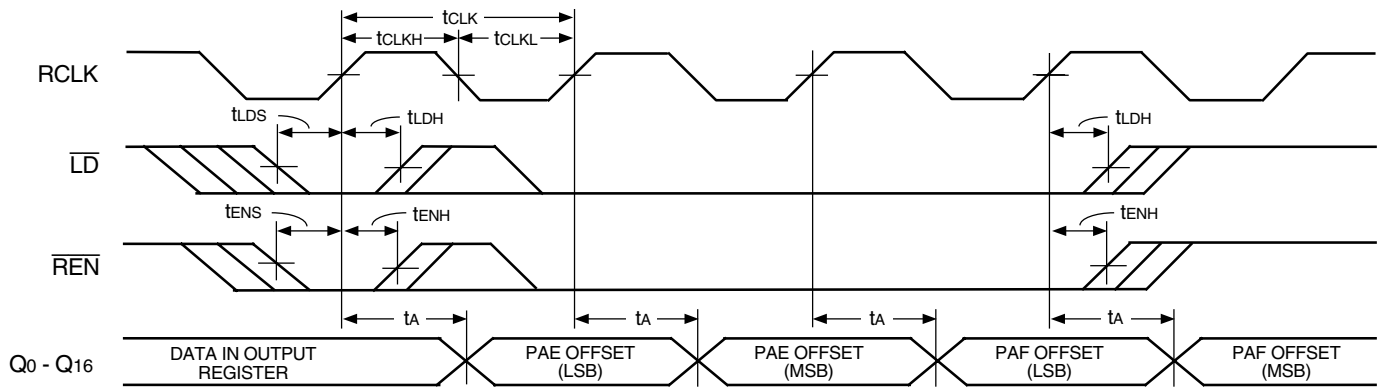 tCLK
tCLKH tCLKL
RCLK
tLDS tLDH tLDH
LD
tENS tENH tENH
REN
tA tA tA tA
Q0 - Q16
DATA IN OUTPUT REGISTER
PAE OFFSET (LSB)
PAE OFFSET (MSB)
PAF OFFSET (LSB)
PAF OFFSET (MSB)